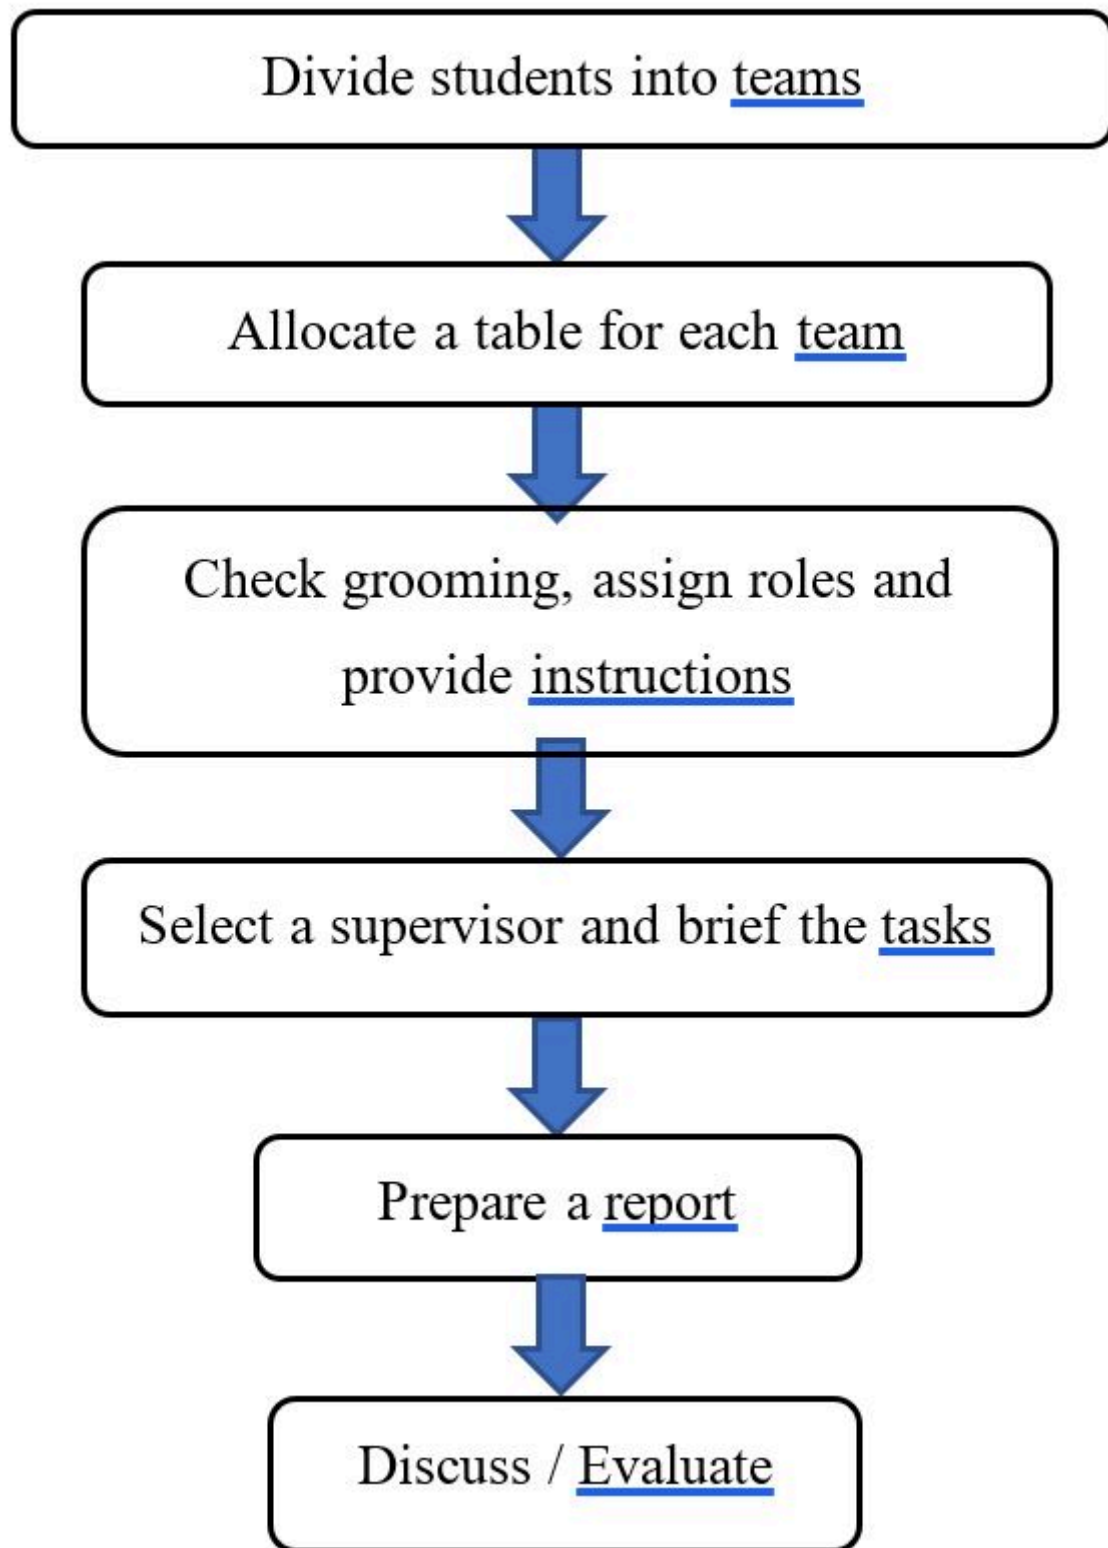 Divide students into teams
Allocate a table for each team
Check grooming, assign roles and
provide instructions
Select a supervisor and brief the tasks
Prepare a report
Discuss / Evaluate